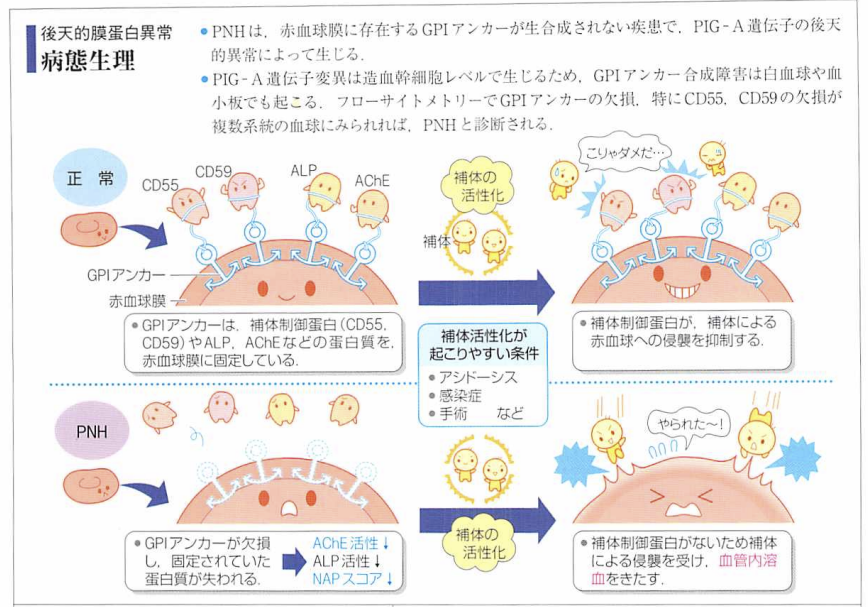 後天的膜蛋白異常
病態生理
● PNHは，赤血球膜に存在するGPIアンカーが生合成されない疾患で，PIG-A遺伝子の後天
的異常によって生じる．
● PIG-A遺伝子変異は造血幹細胞レベルで生じるため，GPIアンカー合成障害は白血球や血
小板でも起こる．フローサイトメトリーでGPIアンカーの欠損，特にCD55，CD59の欠損が
複数系統の血球にみられれば，PNHと診断される．
正 常
CD55
CD59
ALP
AChE
GPIアンカー
赤血球膜
● GPIアンカーは，補体制御蛋白（CD55，
CD59）やALP，AChEなどの蛋白質を，
赤血球膜に固定している．
補体の
活性化
補体
こりゃダメだ…
● 補体制御蛋白が，補体による
赤血球への侵襲を抑制する．
補体活性化が
起こりやすい条件
● アシドーシス
● 感染症
● 手術 など
PNH
● GPIアンカーが欠損
し，固定されていた
蛋白質が失われる．
AChE活性↓
ALP活性↓
NAPスコア↓
補体の
活性化
やられた〜！
● 補体制御蛋白がないため補体
による侵襲を受け，血管内溶
血をきたす．